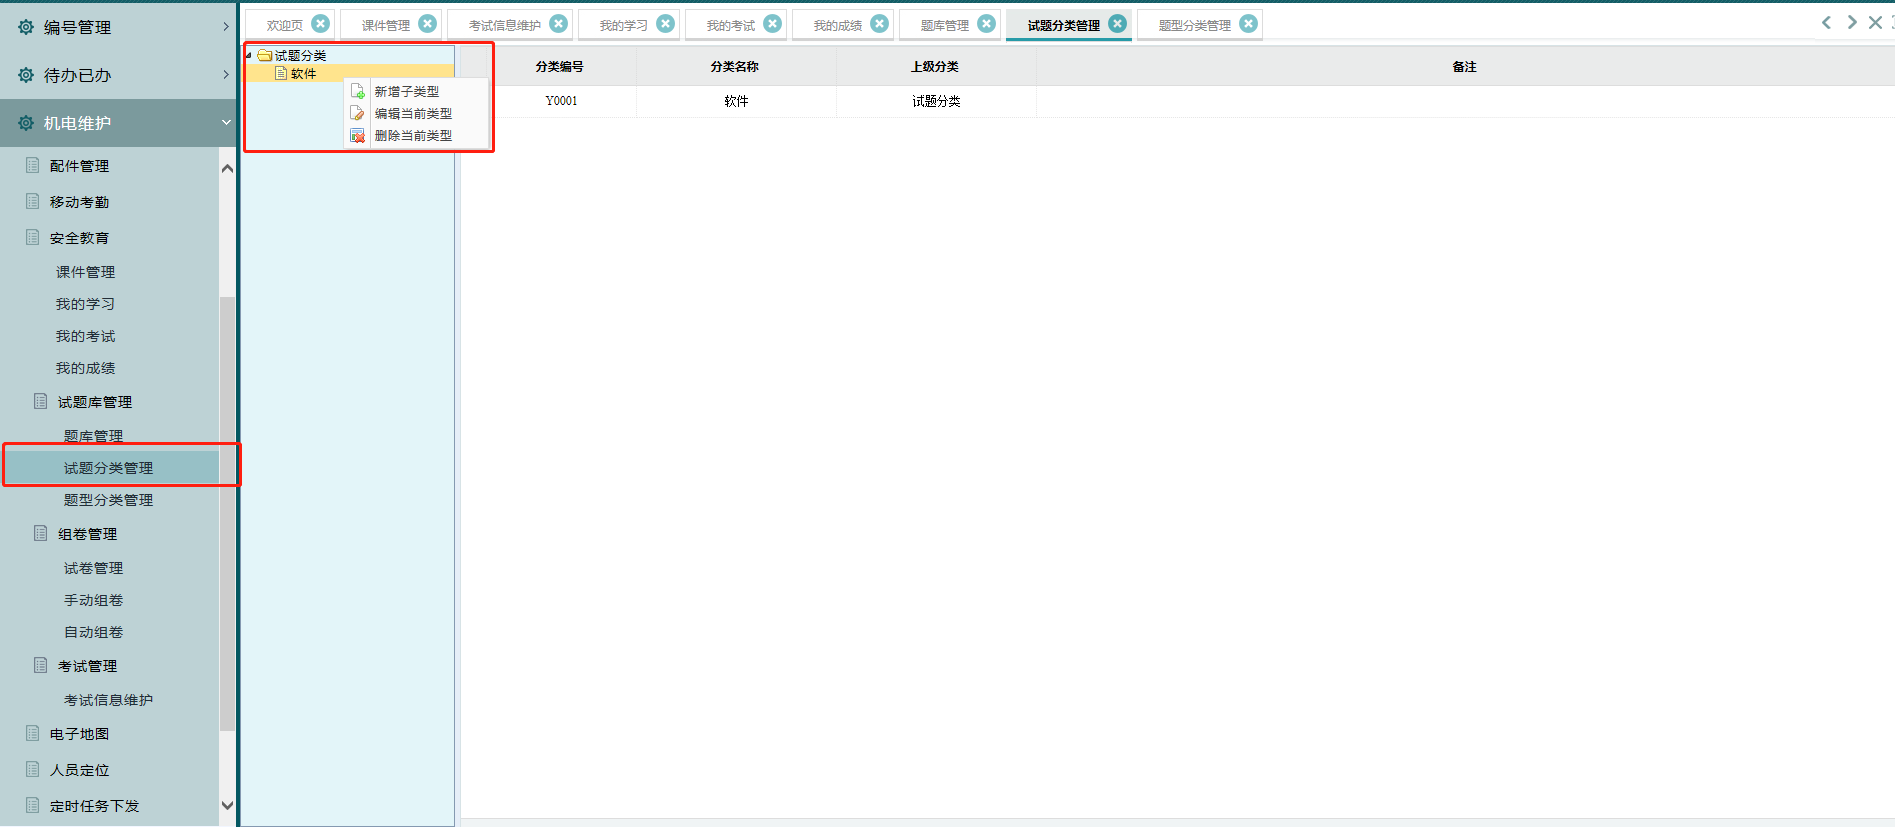 编号管理
待办已办
机电维护
配件管理
移动考勤
安全教育
课件管理
我的学习
我的考试
我的成绩
试题库管理
题库管理
试题分类管理
题型分类管理
组卷管理
试卷管理
手动组卷
自动组卷
考试管理
考试信息维护
电子地图
人员定位
定时任务下发
欢迎页 课件管理 考试信息维护 我的学习 我的考试 我的成绩 题库管理 试题分类管理 题型分类管理
试题分类
软件
新增子类型
编辑当前类型
删除当前类型
分类编号 分类名称 上级分类 备注
Y0001 软件 试题分类